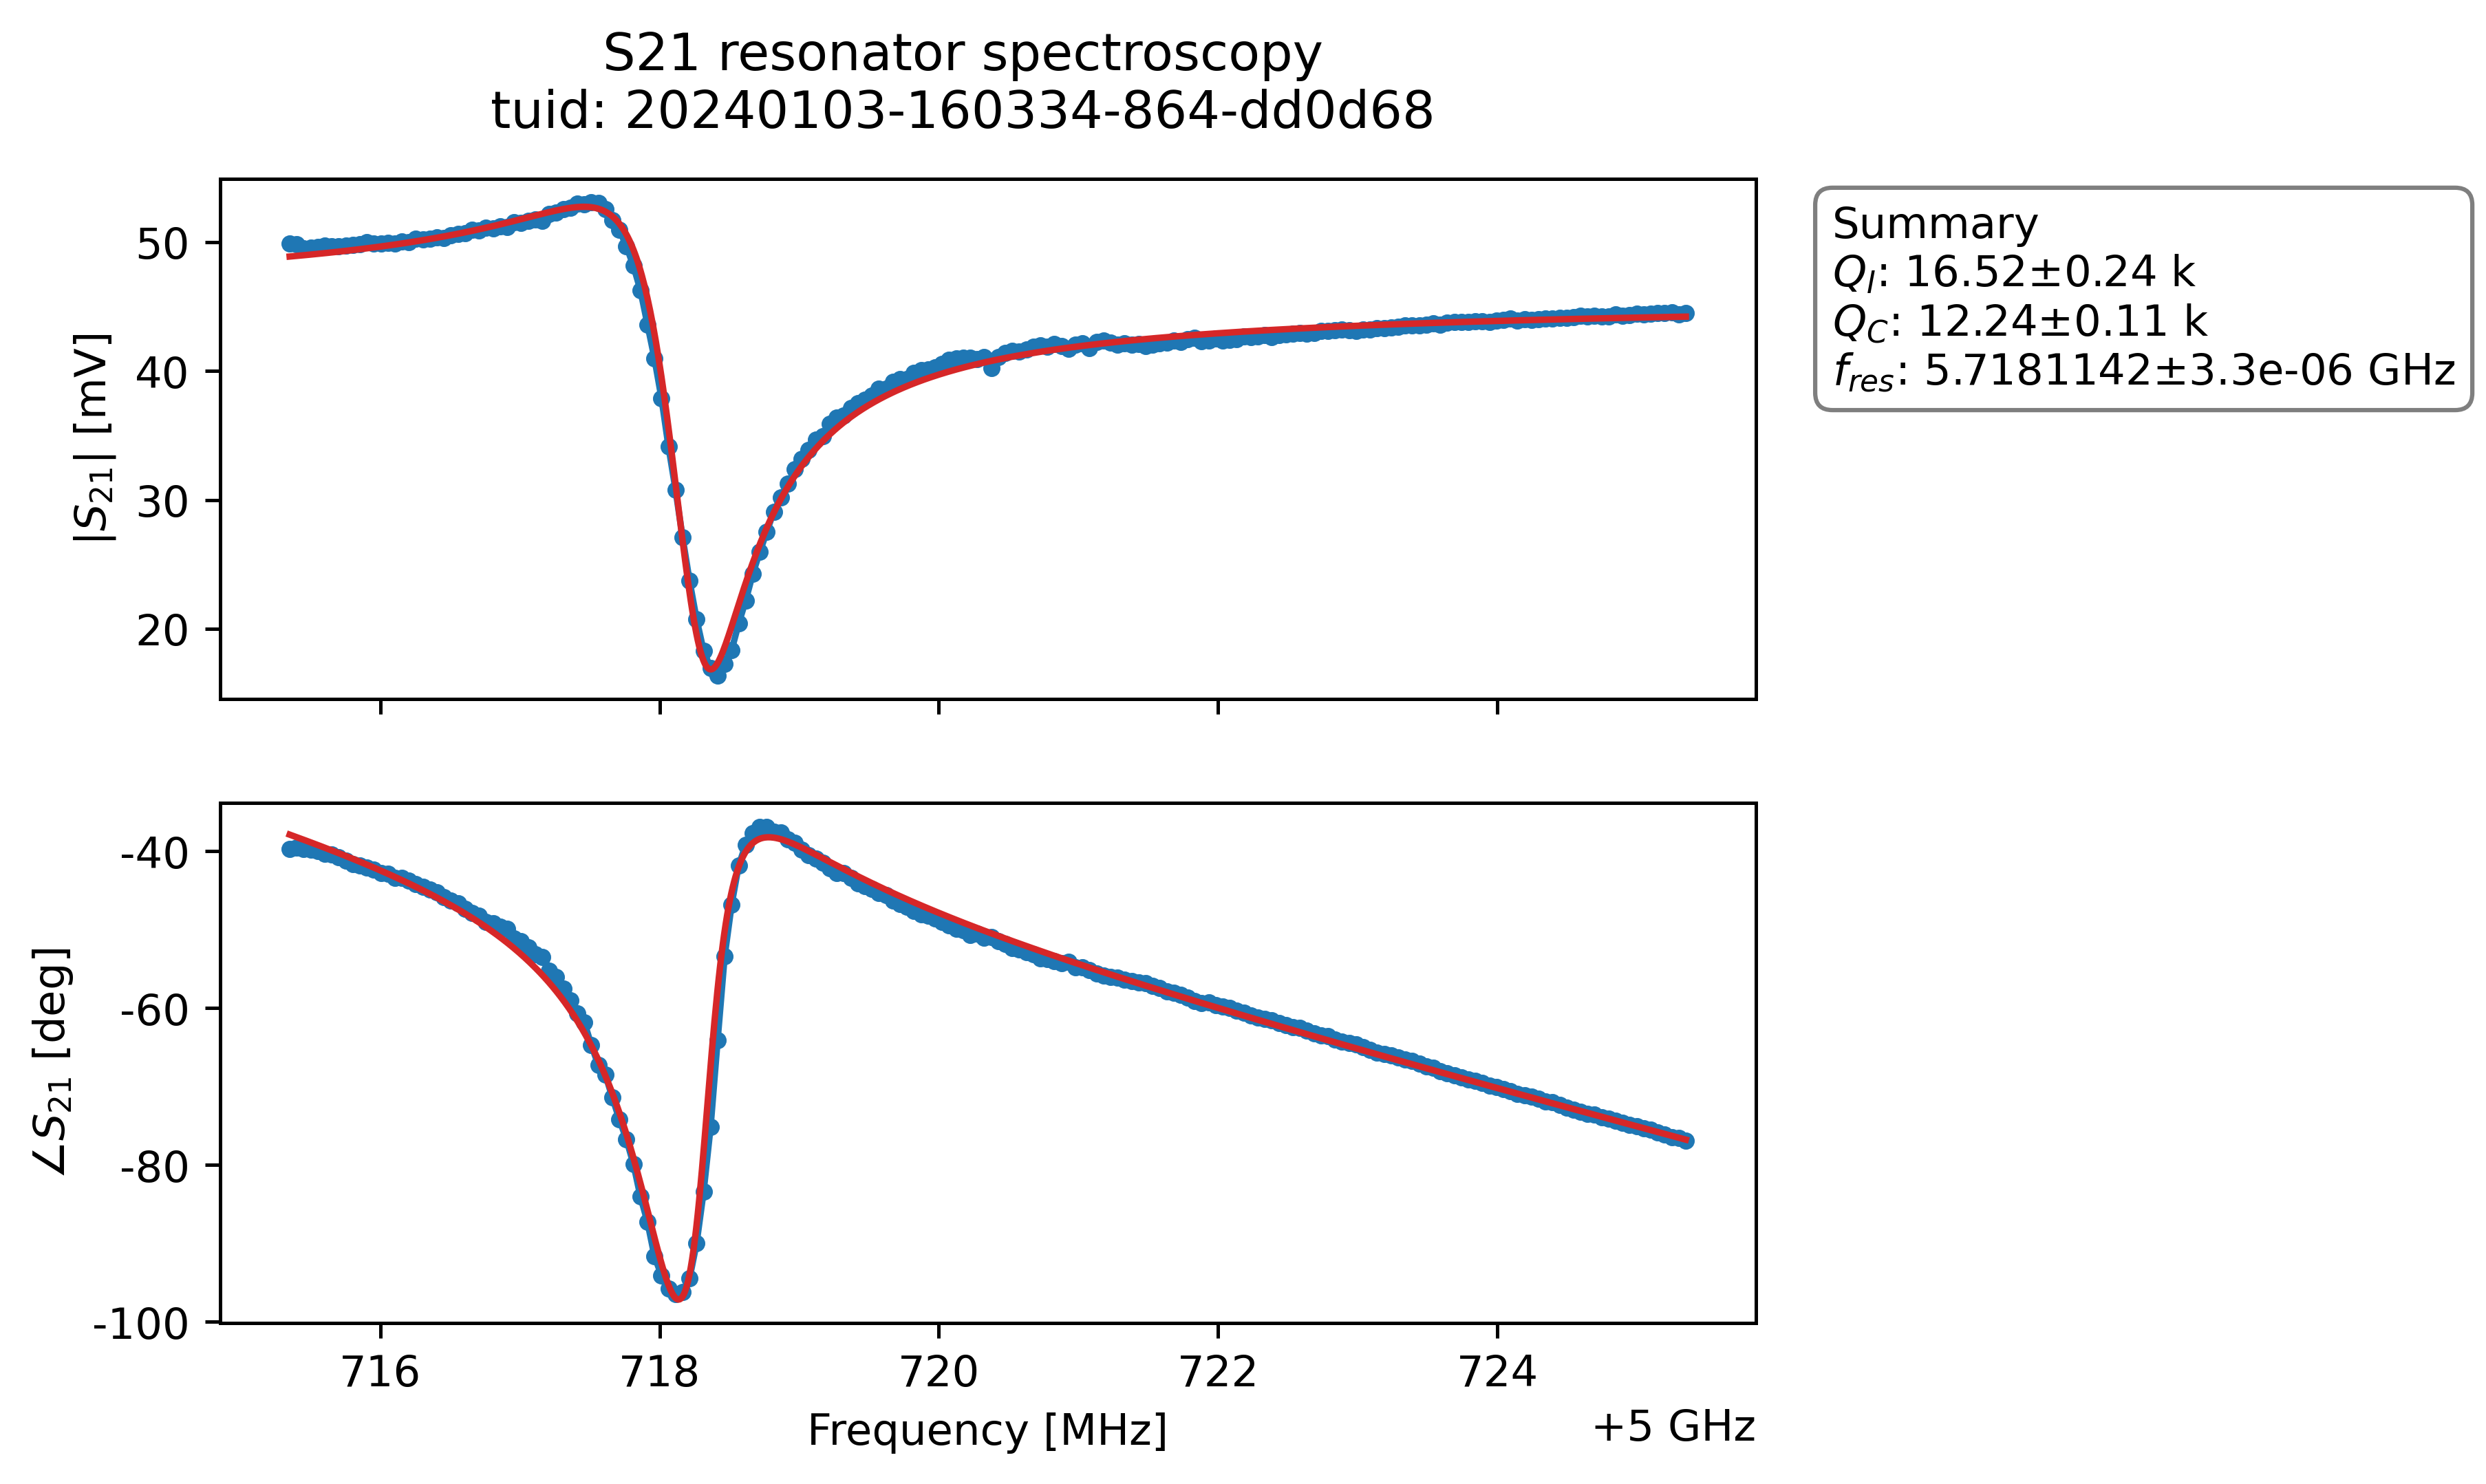 S21 resonator spectroscopy
tuid: 20240103-160334-864-dd0d68
|S21| [mV]
50
40
30
20
Summary
QI: 16.52±0.24 k
QC: 12.24±0.11 k
fres: 5.7181142±3.3e-06 GHz
∠S21 [deg]
-40
-60
-80
-100
716 718 720 722 724
Frequency [MHz]
+5 GHz